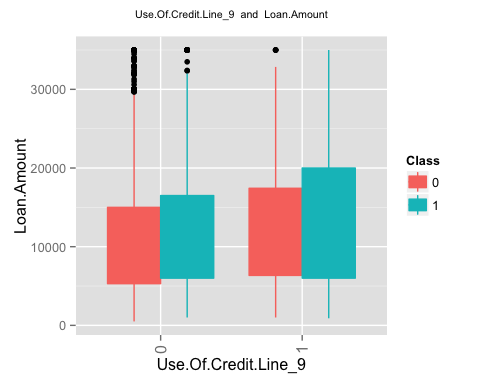 Use.Of.Credit.Line_9 and Loan.Amount
Loan.Amount
30000
20000
10000
0
0
1
Use.Of.Credit.Line_9
Class
0
1